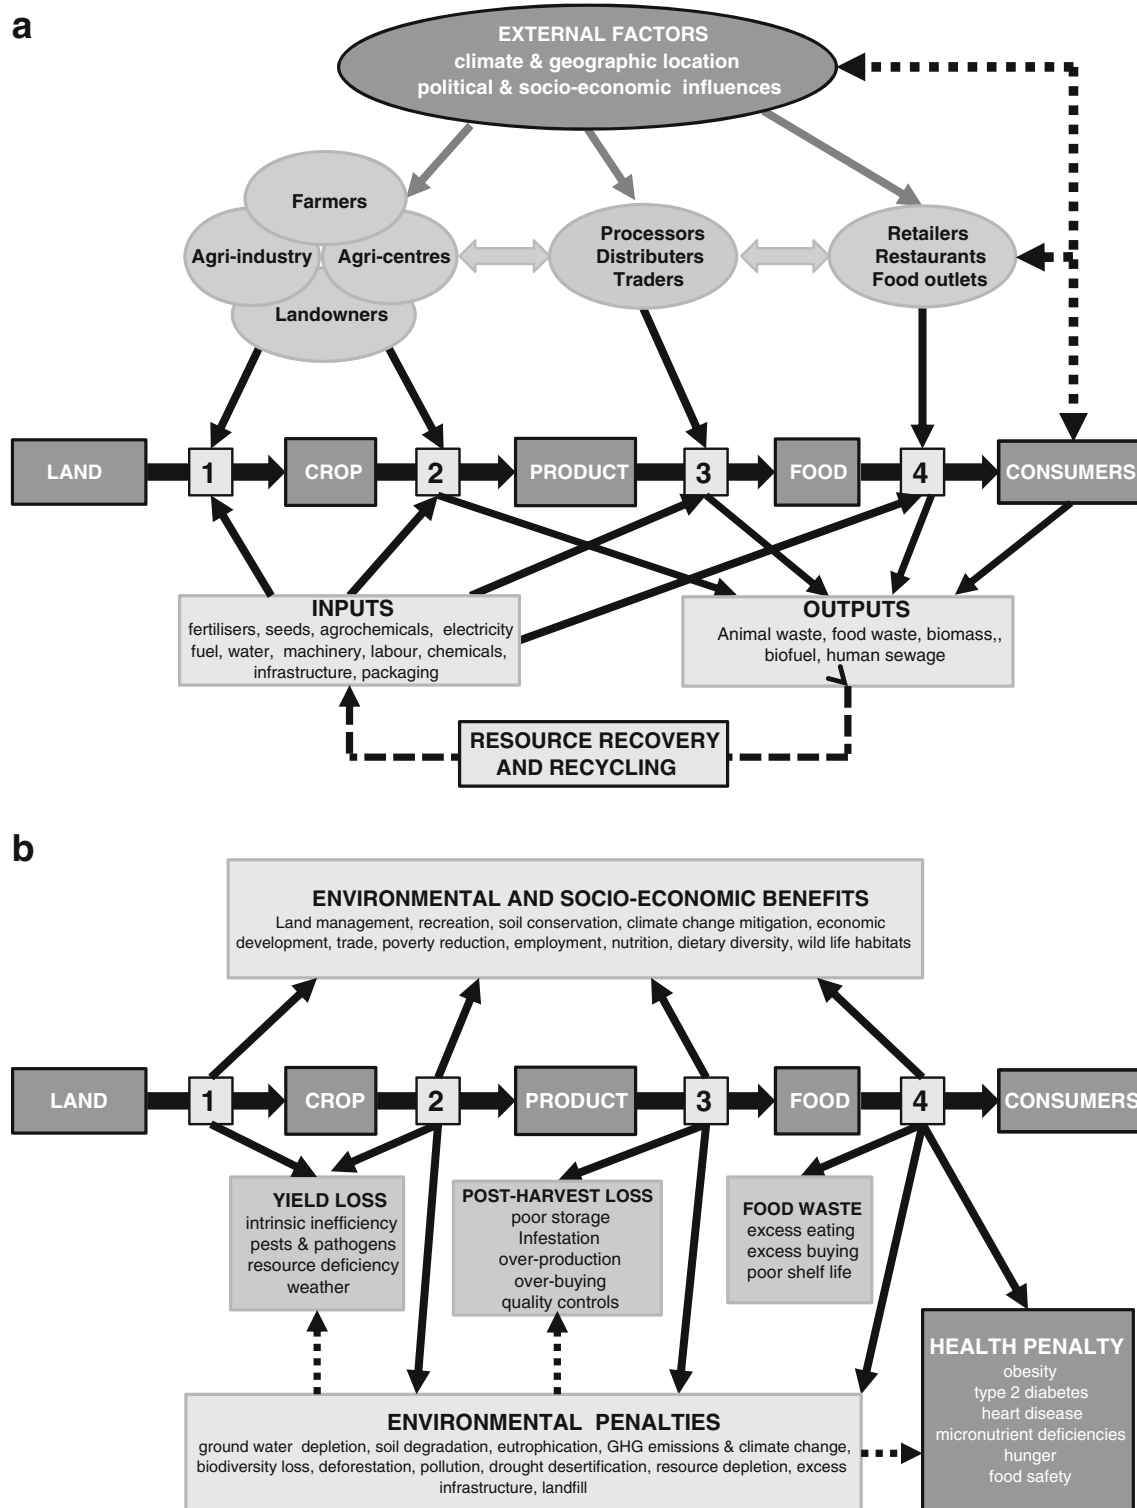 a
EXTERNAL FACTORS
climate & geographic location
political & socio-economic influences
Farmers
Agri-industry
Agri-centres
Landowners
Processors
Distributers
Traders
Retailers
Restaurants
Food outlets
LAND
1
CROP
2
PRODUCT
3
FOOD
4
CONSUMERS
INPUTS
fertilisers, seeds, agrochemicals, electricity
fuel, water, machinery, labour, chemicals,
infrastructure, packaging
OUTPUTS
Animal waste, food waste, biomass,,
biofuel, human sewage
RESOURCE RECOVERY
AND RECYCLING
b
ENVIRONMENTAL AND SOCIO-ECONOMIC BENEFITS
Land management, recreation, soil conservation, climate change mitigation, economic
development, trade, poverty reduction, employment, nutrition, dietary diversity, wild life habitats
LAND
1
CROP
2
PRODUCT
3
FOOD
4
CONSUMERS
YIELD LOSS
intrinsic inefficiency
pests & pathogens
resource deficiency
weather
POST-HARVEST LOSS
poor storage
Infestation
over-production
over-buying
quality controls
FOOD WASTE
excess eating
excess buying
poor shelf life
HEALTH PENALTY
obesity
type 2 diabetes
heart disease
micronutrient deficiencies
hunger
food safety
ENVIRONMENTAL PENALTIES
ground water depletion, soil degradation, eutrophication, GHG emissions & climate change,
biodiversity loss, deforestation, pollution, drought desertification, resource depletion, excess
infrastructure, landfill